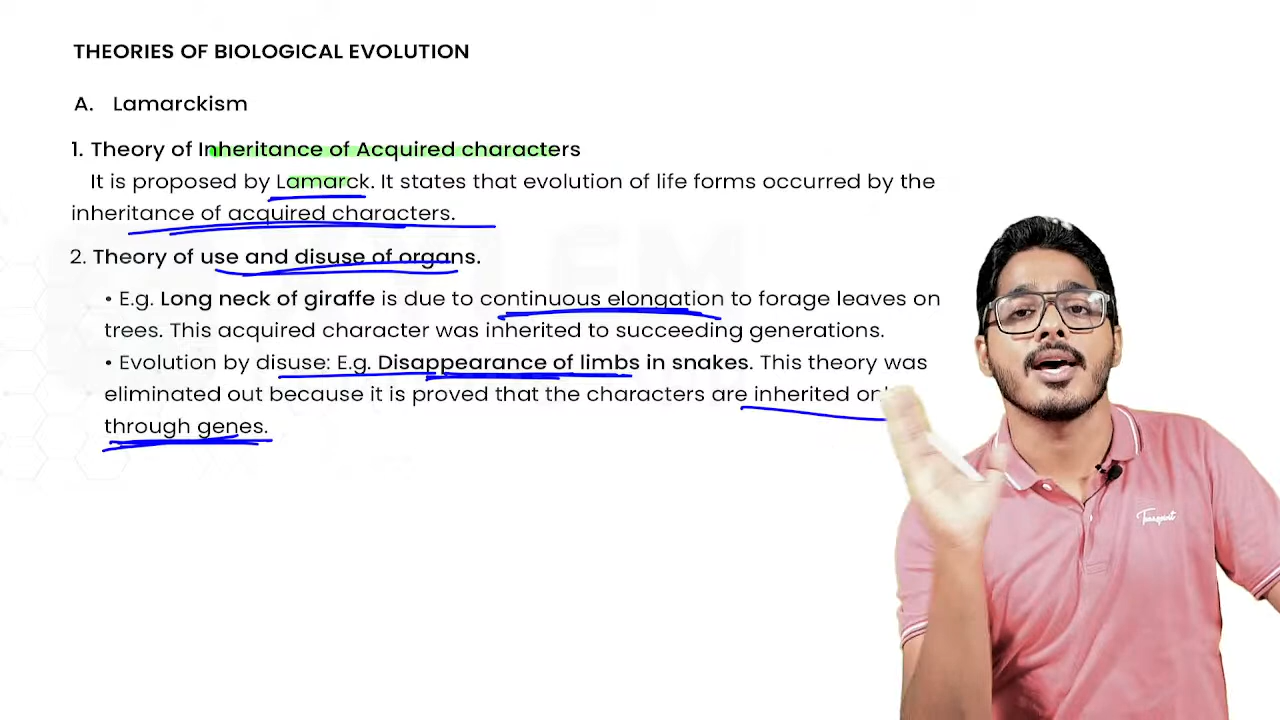 THEORIES OF BIOLOGICAL EVOLUTION
A. Lamarckism
1. Theory of Inheritance of Acquired characters
It is proposed by Lamarck. It states that evolution of life forms occurred by the
inheritance of acquired characters.
2. Theory of use and disuse of organs.
• E.g. Long neck of giraffe is due to continuous elongation to forage leaves on
trees. This acquired character was inherited to succeeding generations.
• Evolution by disuse: E.g. Disappearance of limbs in snakes. This theory was
eliminated out because it is proved that the characters are inherited
through genes.